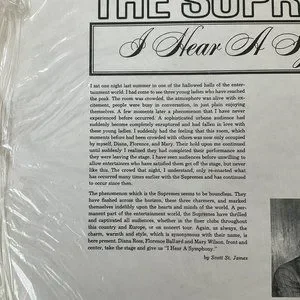 THE SUPR
I Hear A S
I sat one night last summer in one of the hallowed halls of the enter-
tainment world. I had come to see three young ladies who have reached
the peak. The room was crowded, the atmosphere was alive with ex-
citement, people were busy in conversation, in just plain enjoying
themselves. A few moments later a phenomenon that I have never
experienced before occurred. A sophisticated urban audience had
suddenly become completely enraptured and had fallen in love with
these young ladies. I suddenly had the feeling that this room, which
moments before had been crowded with others was now only occupied
by myself, Diana, Florence, and Mary. Their hold upon me continued
until suddenly I realized they had completed their performance and
they were leaving the stage. I have seen audiences before unwilling to
allow entertainers who have satisfied them get off the stage, but never
like this. The crowd that night, I understand, only re-enacted what
has occurred many times earlier with the Supremes and has continued
to occur since then.
The phenomenon which is the Supremes seems to be boundless. They
have flashed across the horizon, these three charmers, and marked
themselves indelibly upon the hearts and minds of the world. A per-
manent part of the entertainment world, the Supremes have thrilled
and captivated all audiences, whether in the finer clubs throughout
this country and Europe, or on concert tour. Again, as always, the
charm, warmth and style, which is synonymous with their name, is
here present. Diana Ross, Florence Ballard and Mary Wilson, front and
center, take the stage and give us "I Hear A Symphony."
by Scott St. James